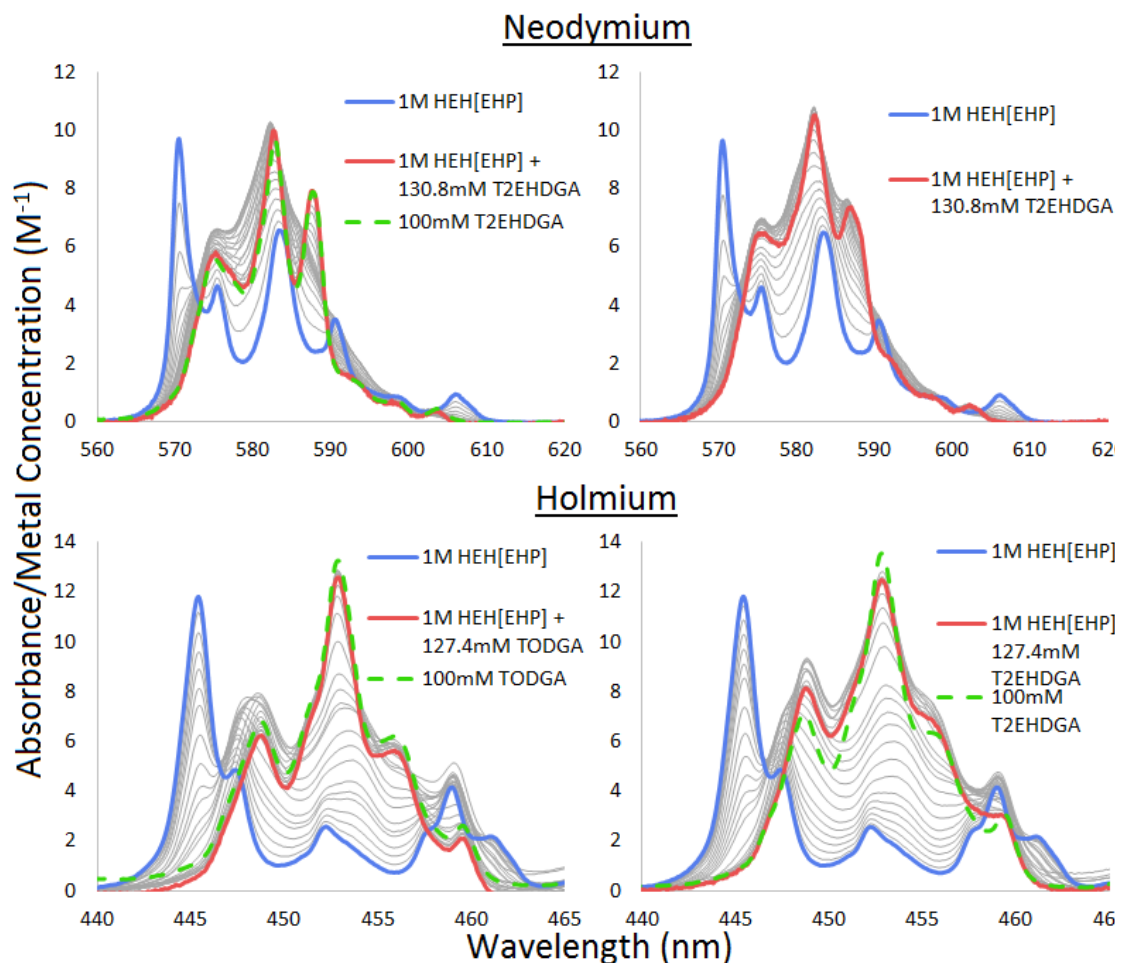 Neodymium
Absorbance/Metal Concentration (M-1)
12
10
8
6
4
2
0
560 570 580 590 600 610 620
1M HEH[EHP]
1M HEH[EHP] +
130.8mM T2EHDGA
100mM T2EHDGA
12
10
8
6
4
2
0
560 570 580 590 600 610 620
1M HEH[EHP]
1M HEH[EHP] +
130.8mM T2EHDGA
Holmium
14
12
10
8
6
4
2
0
440 445 450 455 460 465
1M HEH[EHP]
1M HEH[EHP] +
127.4mM TODGA
100mM TODGA
14
12
10
8
6
4
2
0
440 445 450 455 460 46
1M HEH[EHP]
1M HEH[EHP]
127.4mM
T2EHDGA
100mM
T2EHDGA
Wavelength (nm)